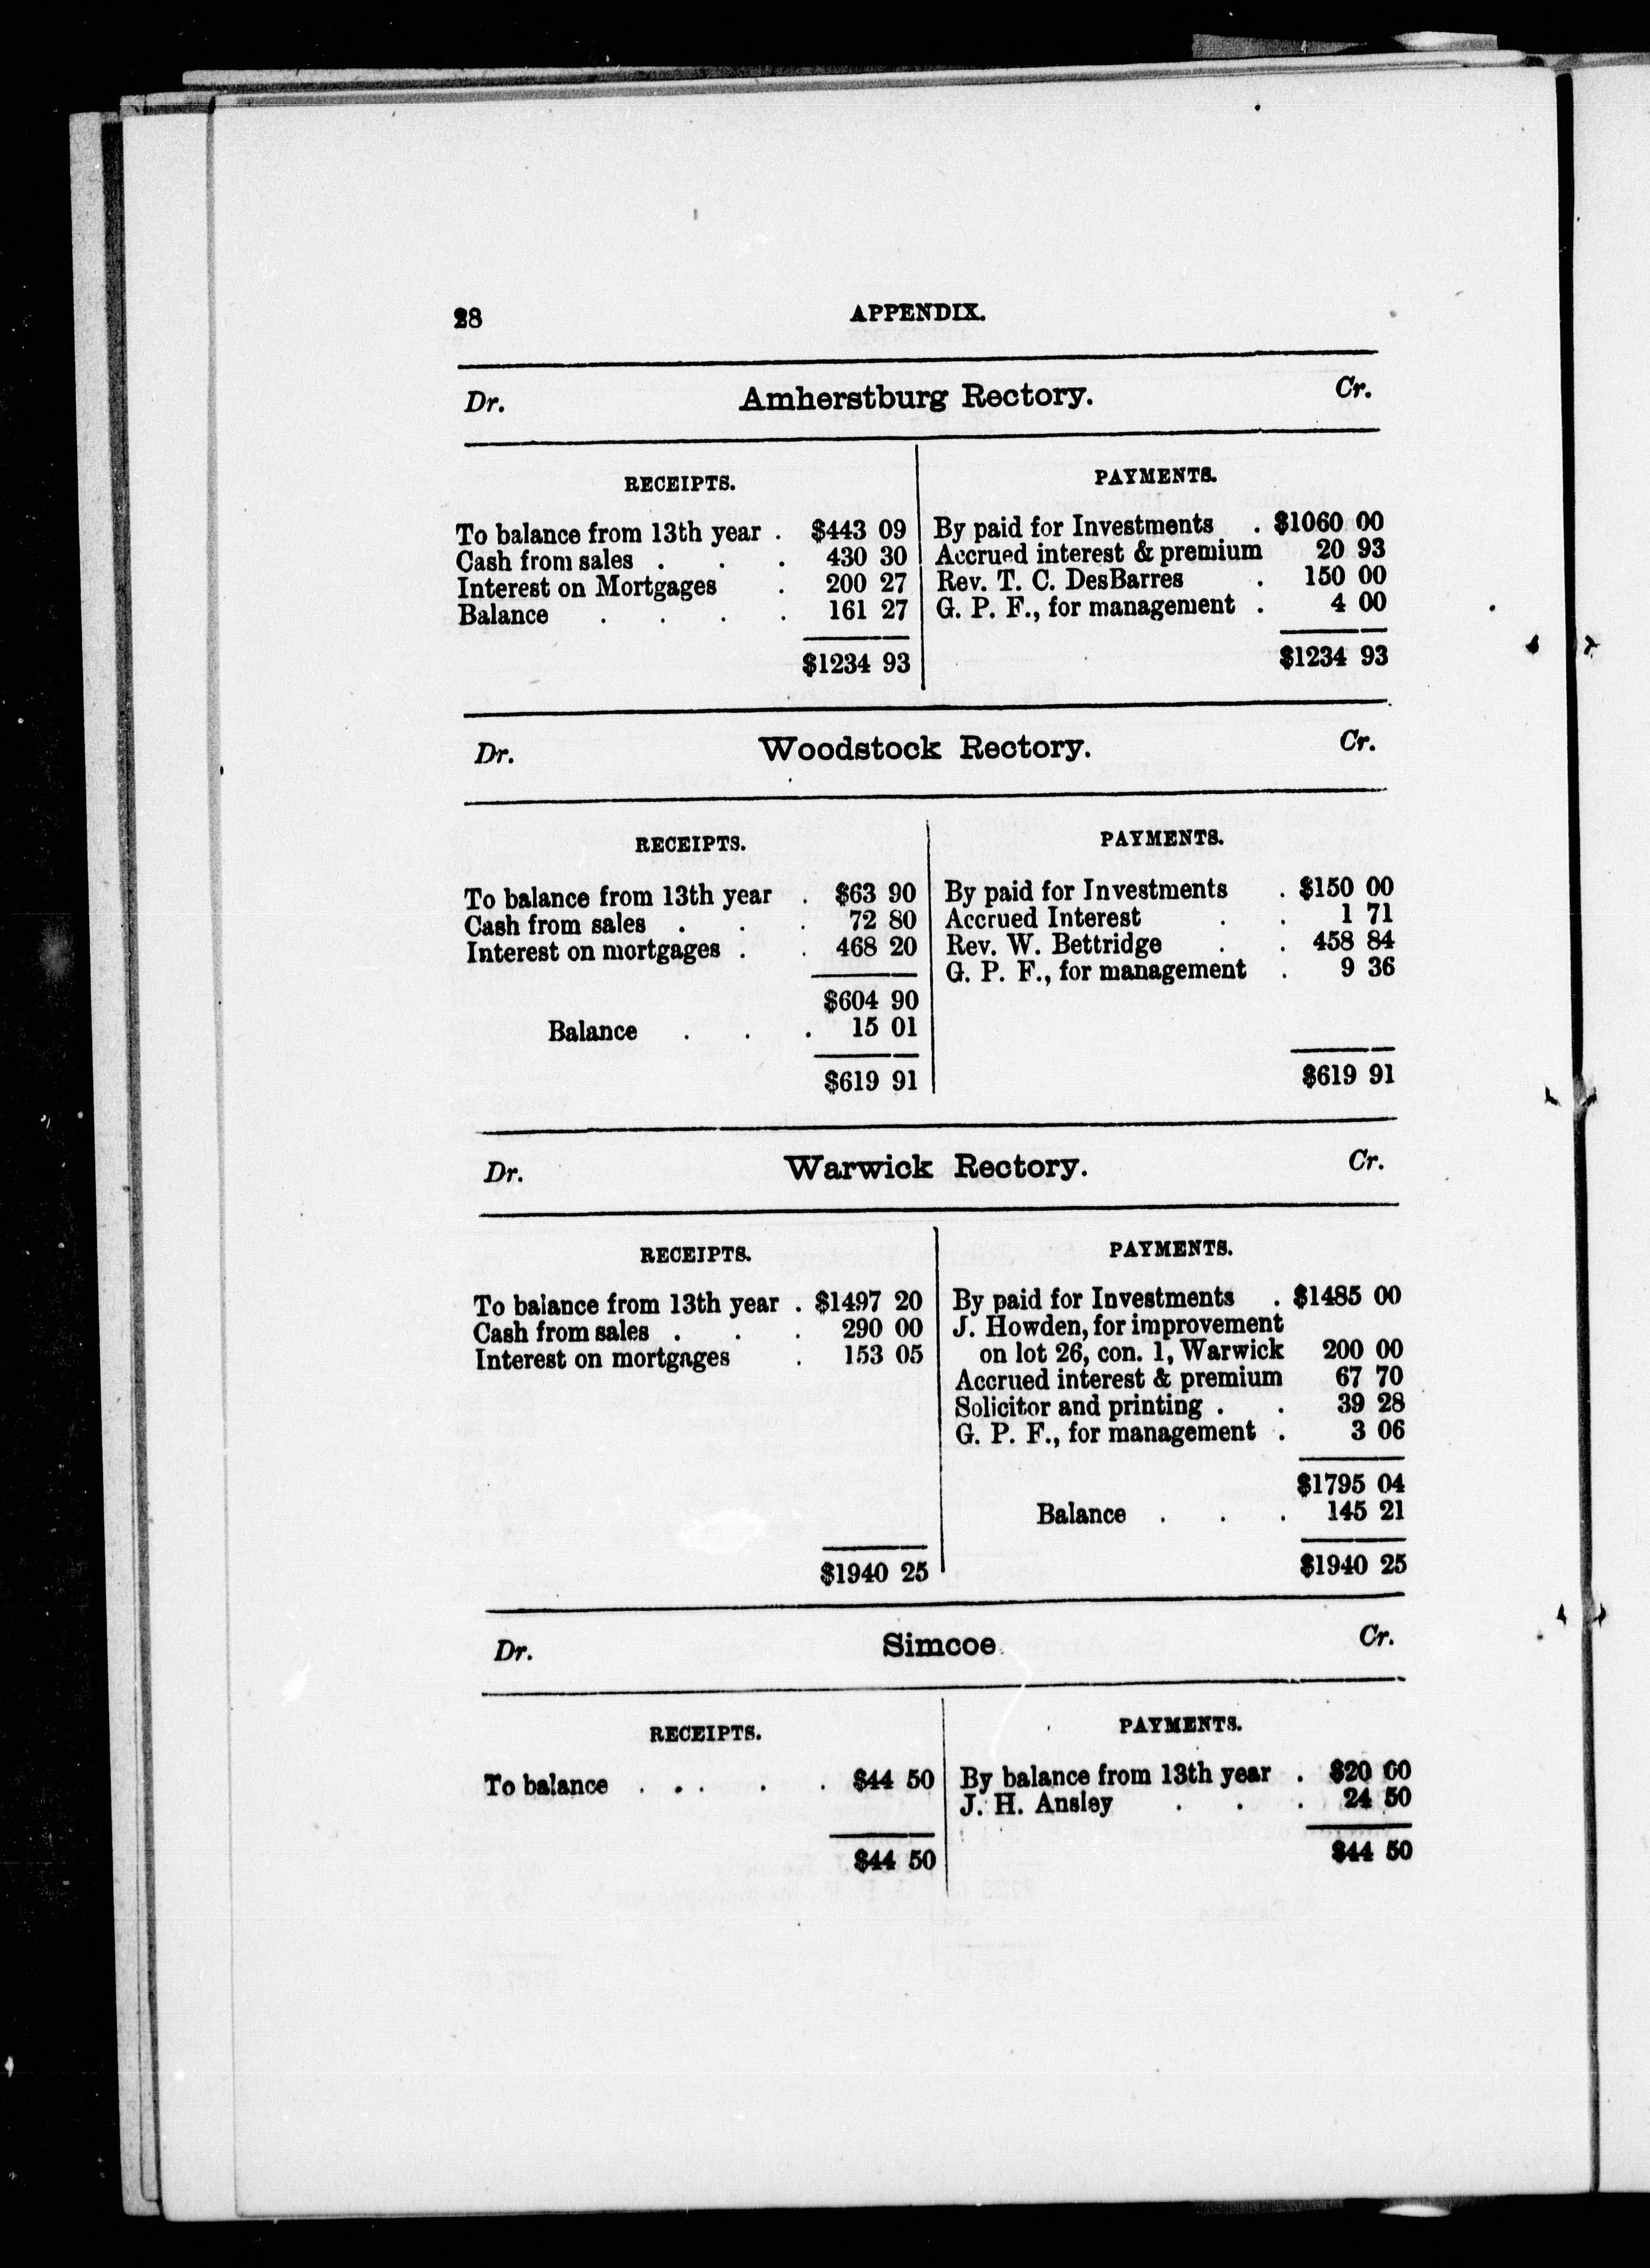 28 APPENDIX.
Dr. Amherstburg Rectory. Cr.
RECEIPTS.
To balance from 13th year . $443 09
Cash from sales . . . 430 30
Interest on Mortgages . 200 27
Balance . . . . 161 27
$1234 93
PAYMENTS.
By paid for Investments . $1060 00
Accrued interest & premium 20 93
Rev. T. C. DesBarres . 150 00
G. P. F., for management . 4 00
$1234 93
Dr. Woodstock Rectory. Cr.
RECEIPTS.
To balance from 13th year . $63 90
Cash from sales . . . 72 80
Interest on mortgages . . 468 20
$604 90
Balance . . . 15 01
$619 91
PAYMENTS.
By paid for Investments . $150 00
Accrued Interest . . 1 71
Rev. W. Bettridge . . 458 84
G. P. F., for management . 9 36
$619 91
Dr. Warwick Rectory. Cr.
RECEIPTS.
To balance from 13th year . $1497 20
Cash from sales . . . 290 00
Interest on mortgages . 153 05
$1940 25
PAYMENTS.
By paid for Investments . $1485 00
J. Howden, for improvement
on lot 26, con. 1, Warwick 200 00
Accrued interest & premium 67 70
Solicitor and printing . . 39 28
G. P. F., for management . 3 06
$1795 04
Balance . . . 145 21
$1940 25
Dr. Simcoe. Cr.
RECEIPTS.
To balance . . . . . $44 50
$44 50
PAYMENTS.
By balance from 13th year . $20 00
J. H. Ansley . . . 24 50
$44 50